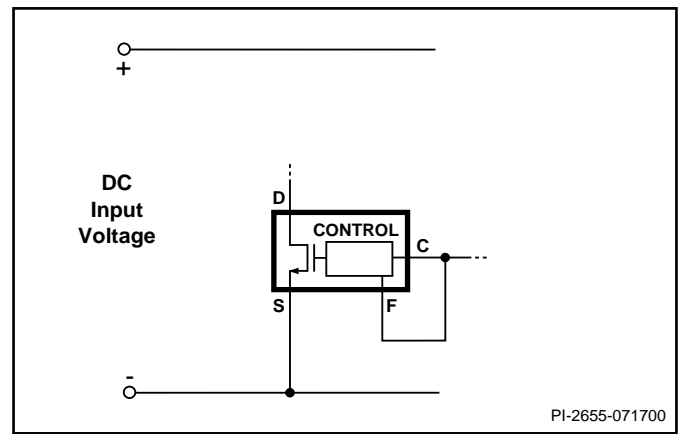 +
DC
Input
Voltage
D
CONTROL
C
S
F
-
PI-2655-071700